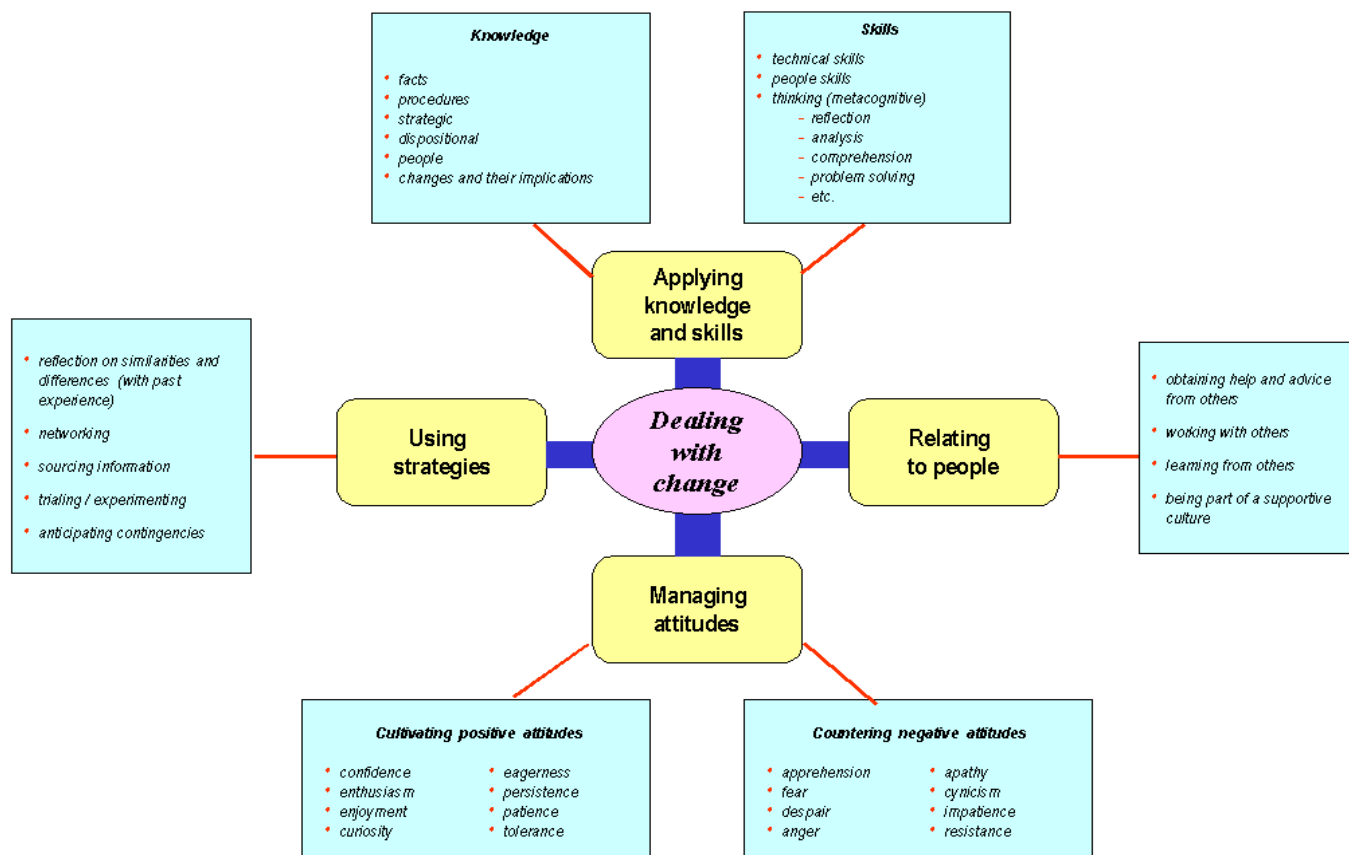 Knowledge
• facts
• procedures
• strategic
• dispositional
• people
• changes and their implications
Skills
• technical skills
• people skills
• thinking (metacognitive)
– reflection
– analysis
– comprehension
– problem solving
– etc.
Applying
knowledge
and skills
• reflection on similarities and
differences (with past
experience)
• networking
• sourcing information
• trialing / experimenting
• anticipating contingencies
Using
strategies
Dealing
with
change
Relating
to people
• obtaining help and advice
from others
• working with others
• learning from others
• being part of a supportive
culture
Managing
attitudes
Cultivating positive attitudes
• confidence
• enthusiasm
• enjoyment
• curiosity
• eagerness
• persistence
• patience
• tolerance
Countering negative attitudes
• apprehension
• fear
• despair
• anger
• apathy
• cynicism
• impatience
• resistance